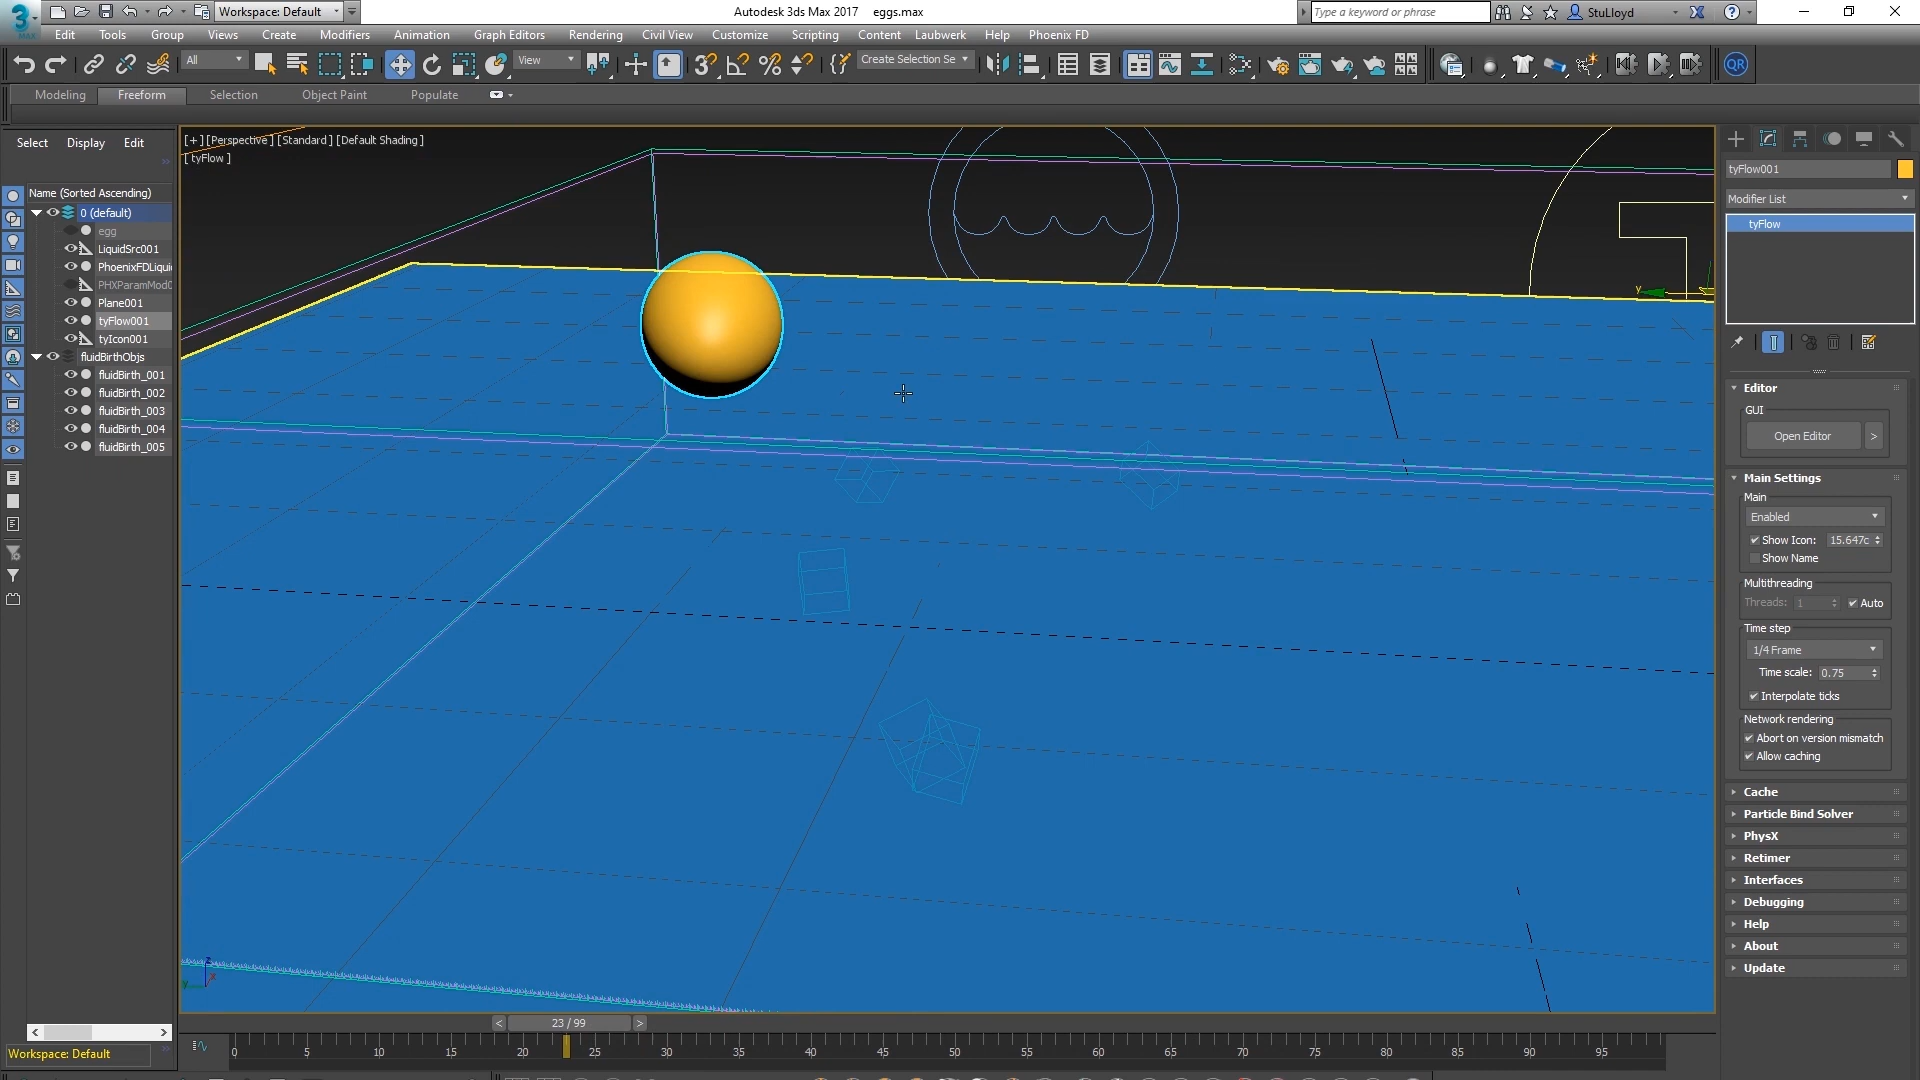 Workspace: Default
Autodesk 3ds Max 2017 eggs.max
Type a keyword or phrase
StuLloyd
Edit Tools Group Views Create Modifiers Animation Graph Editors Rendering Civil View Customize Scripting Content Laubwerk Help Phoenix FD
All
View
Create Selection Se
QR
Modeling Freeform Selection Object Paint Populate
Select Display Edit
Name (Sorted Ascending)
0 (default)
egg
LiquidSrc001
PhoenixFDLiquid
PHXParamMod0
Plane001
tyFlow001
tyIcon001
fluidBirthObjs
fluidBirth_001
fluidBirth_002
fluidBirth_003
fluidBirth_004
fluidBirth_005
Workspace: Default
[+] [Perspective] [Standard] [Default Shading]
[ tyFlow ]
y
z
x
y
< 23 / 99 >
0 5 10 15 20 25 30 35 40 45 50 55 60 65 70 75 80 85 90 95
tyFlow001
Modifier List
tyFlow
Editor
GUI
Open Editor >
Main Settings
Main
Enabled
Show Icon: 15.647c
Show Name
Multithreading
Threads: 1 Auto
Time step
1/4 Frame
Time scale: 0.75
Interpolate ticks
Network rendering
Abort on version mismatch
Allow caching
Cache
Particle Bind Solver
PhysX
Retimer
Interfaces
Debugging
Help
About
Update